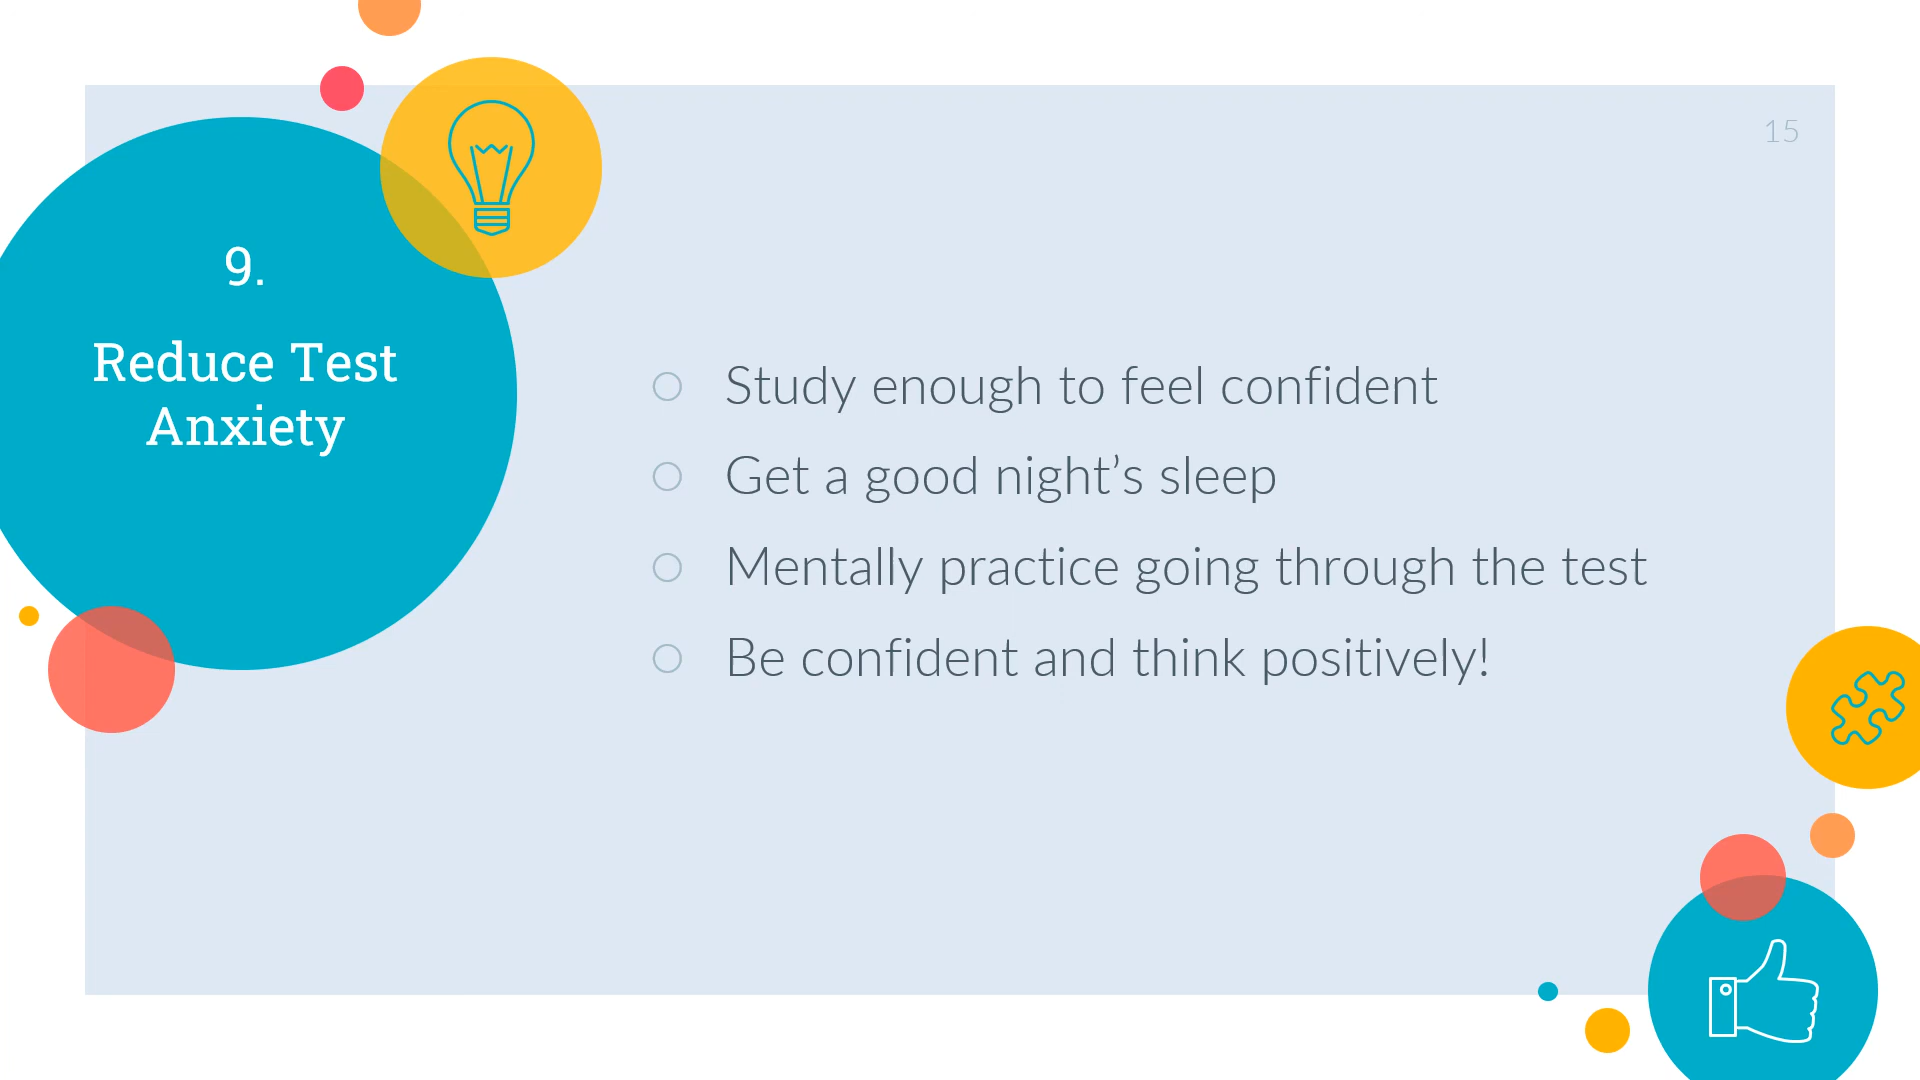 15
9.
Reduce Test
Anxiety
Study enough to feel confident
Get a good night’s sleep
Mentally practice going through the test
Be confident and think positively!